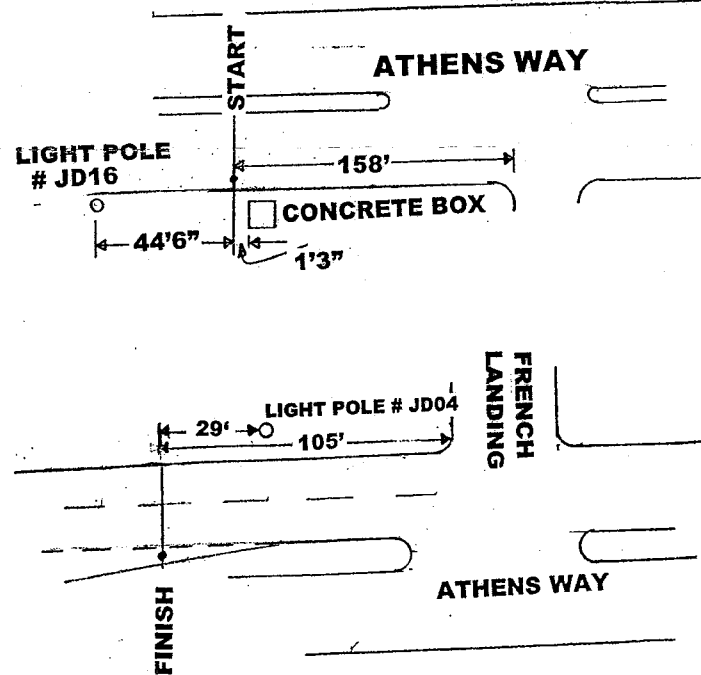 START
ATHENS WAY
LIGHT POLE
# JD16
158'
CONCRETE BOX
44'6"
1'3"
FRENCH
LANDING
LIGHT POLE # JD04
29'
105'
ATHENS WAY
FINISH